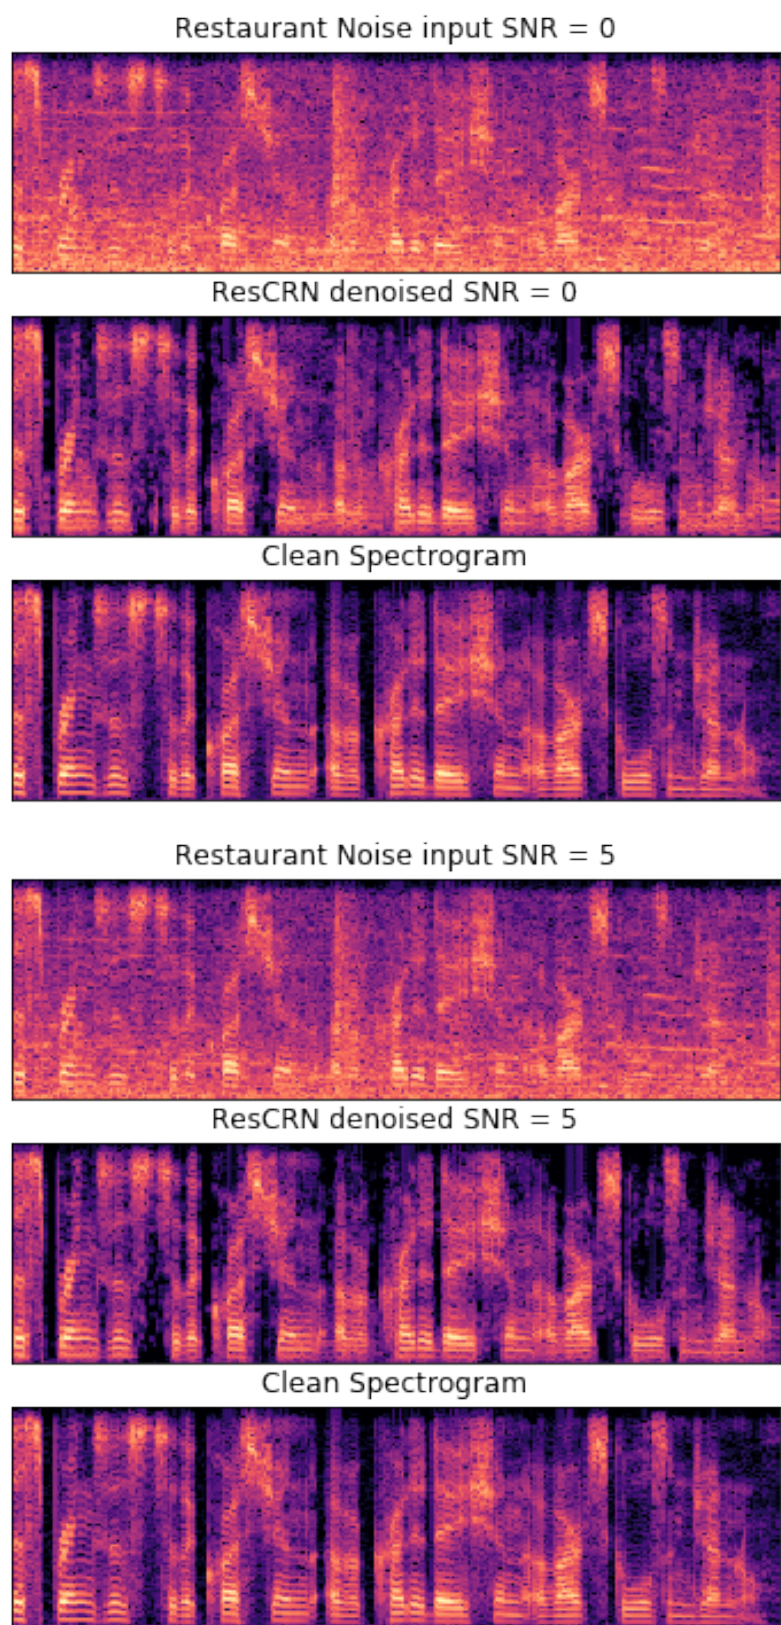 Restaurant Noise input SNR = 0
ResCRN denoised SNR = 0
Clean Spectrogram
Restaurant Noise input SNR = 5
ResCRN denoised SNR = 5
Clean Spectrogram